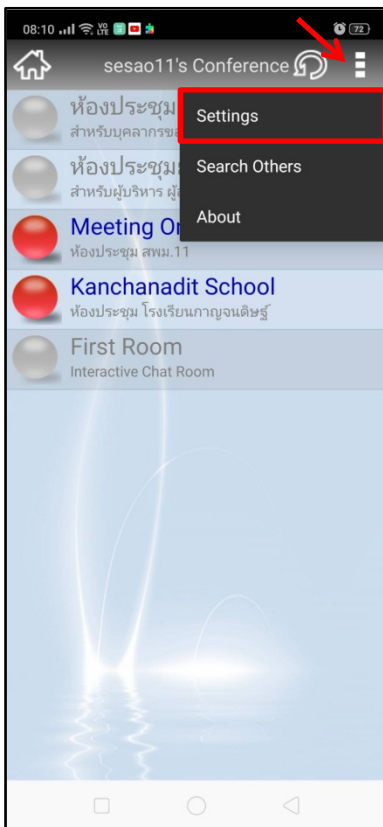 08:10 VO LTE 72
sesao11's Conference
ห้องประชุม
สำหรับบุคลากรขอ
Settings
ห้องประชุม
สำหรับผู้บริหาร
Search Others
Meeting
ห้องประชุม สพม.11
About
Kanchanadit School
ห้องประชุม โรงเรียนกาญจนดิษฐ์
First Room
Interactive Chat Room